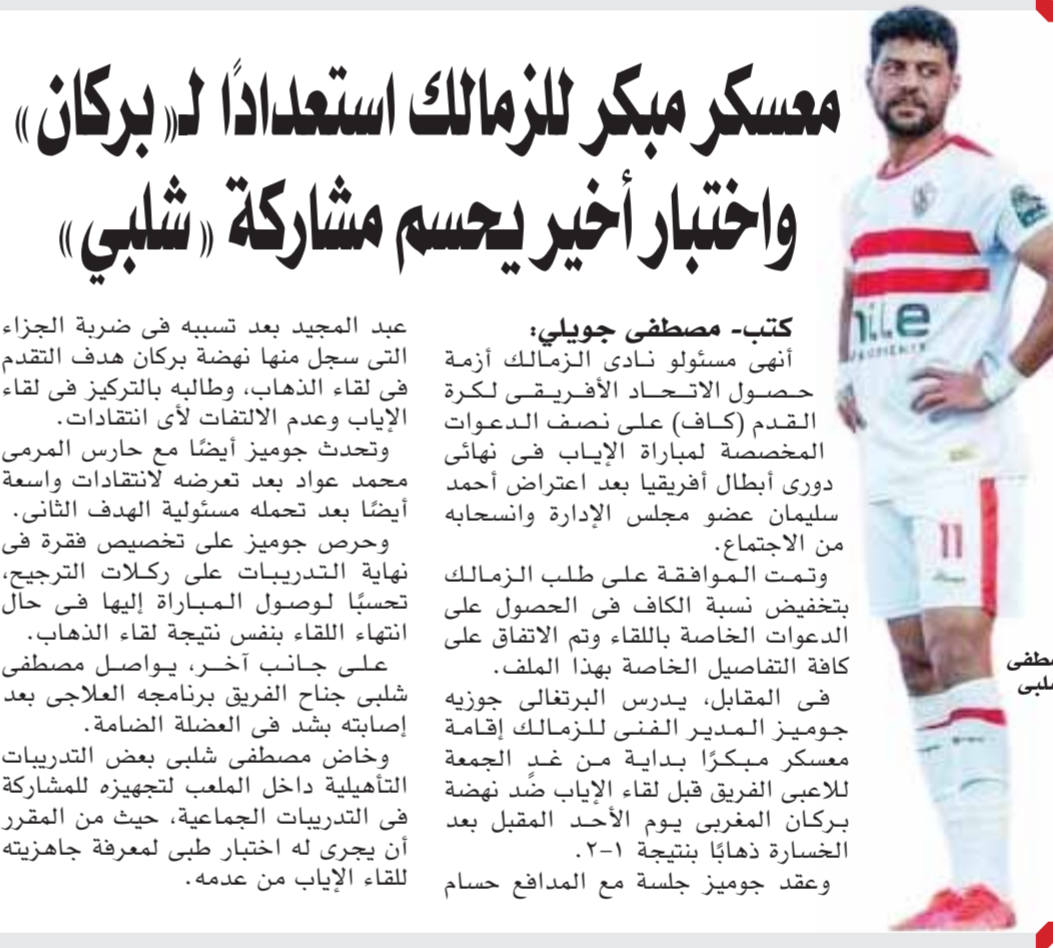 معسكر مبكر للزمالك استعدادًا لـ«بركان»
واختبار أخير يحسم مشاركة «شلبي»
كتب- مصطفى جويلي:
أنهى مسئولو نادى الزمالك أزمة
حصول الاتحاد الأفريقى لكرة
القدم (كاف) على نصف الدعوات
المخصصة لمباراة الإياب فى نهائى
دورى أبطال أفريقيا بعد اعتراض أحمد
سليمان عضو مجلس الإدارة وانسحابه
من الاجتماع.
وتمت الموافقة على طلب الزمالك
بتخفيض نسبة الكاف فى الحصول على
الدعوات الخاصة باللقاء وتم الاتفاق على
كافة التفاصيل الخاصة بهذا الملف.
فى المقابل، يدرس البرتغالى جوزيه
جوميز المدير الفنى للزمالك إقامة
معسكر مبكرًا بداية من غدٍ الجمعة
للاعبى الفريق قبل لقاء الإياب ضد نهضة
بركان المغربى يوم الأحد المقبل بعد
الخسارة ذهابًا بنتيجة ١-٢.
وعقد جوميز جلسة مع المدافع حسام
عبد المجيد بعد تسببه فى ضربة الجزاء
التى سجل منها نهضة بركان هدف التقدم
فى لقاء الذهاب، وطالبه بالتركيز فى لقاء
الإياب وعدم الالتفات لأى انتقادات.
وتحدث جوميز أيضًا مع حارس المرمى
محمد عواد بعد تعرضه لانتقادات واسعة
أيضًا بعد تحمله مسئولية الهدف الثانى.
وحرص جوميز على تخصيص فقرة فى
نهاية التدريبات على ركلات الترجيح،
تحسبًا لوصول المباراة إليها فى حال
انتهاء اللقاء بنفس نتيجة لقاء الذهاب.
على جانب آخر، يواصل مصطفى
شلبى جناح الفريق برنامجه العلاجى بعد
إصابته بشد فى العضلة الضامة.
وخاض مصطفى شلبى بعض التدريبات
التأهيلية داخل الملعب لتجهيزه للمشاركة
فى التدريبات الجماعية، حيث من المقرر
أن يجرى له اختبار طبى لمعرفة جاهزيته
للقاء الإياب من عدمه.
nile
11